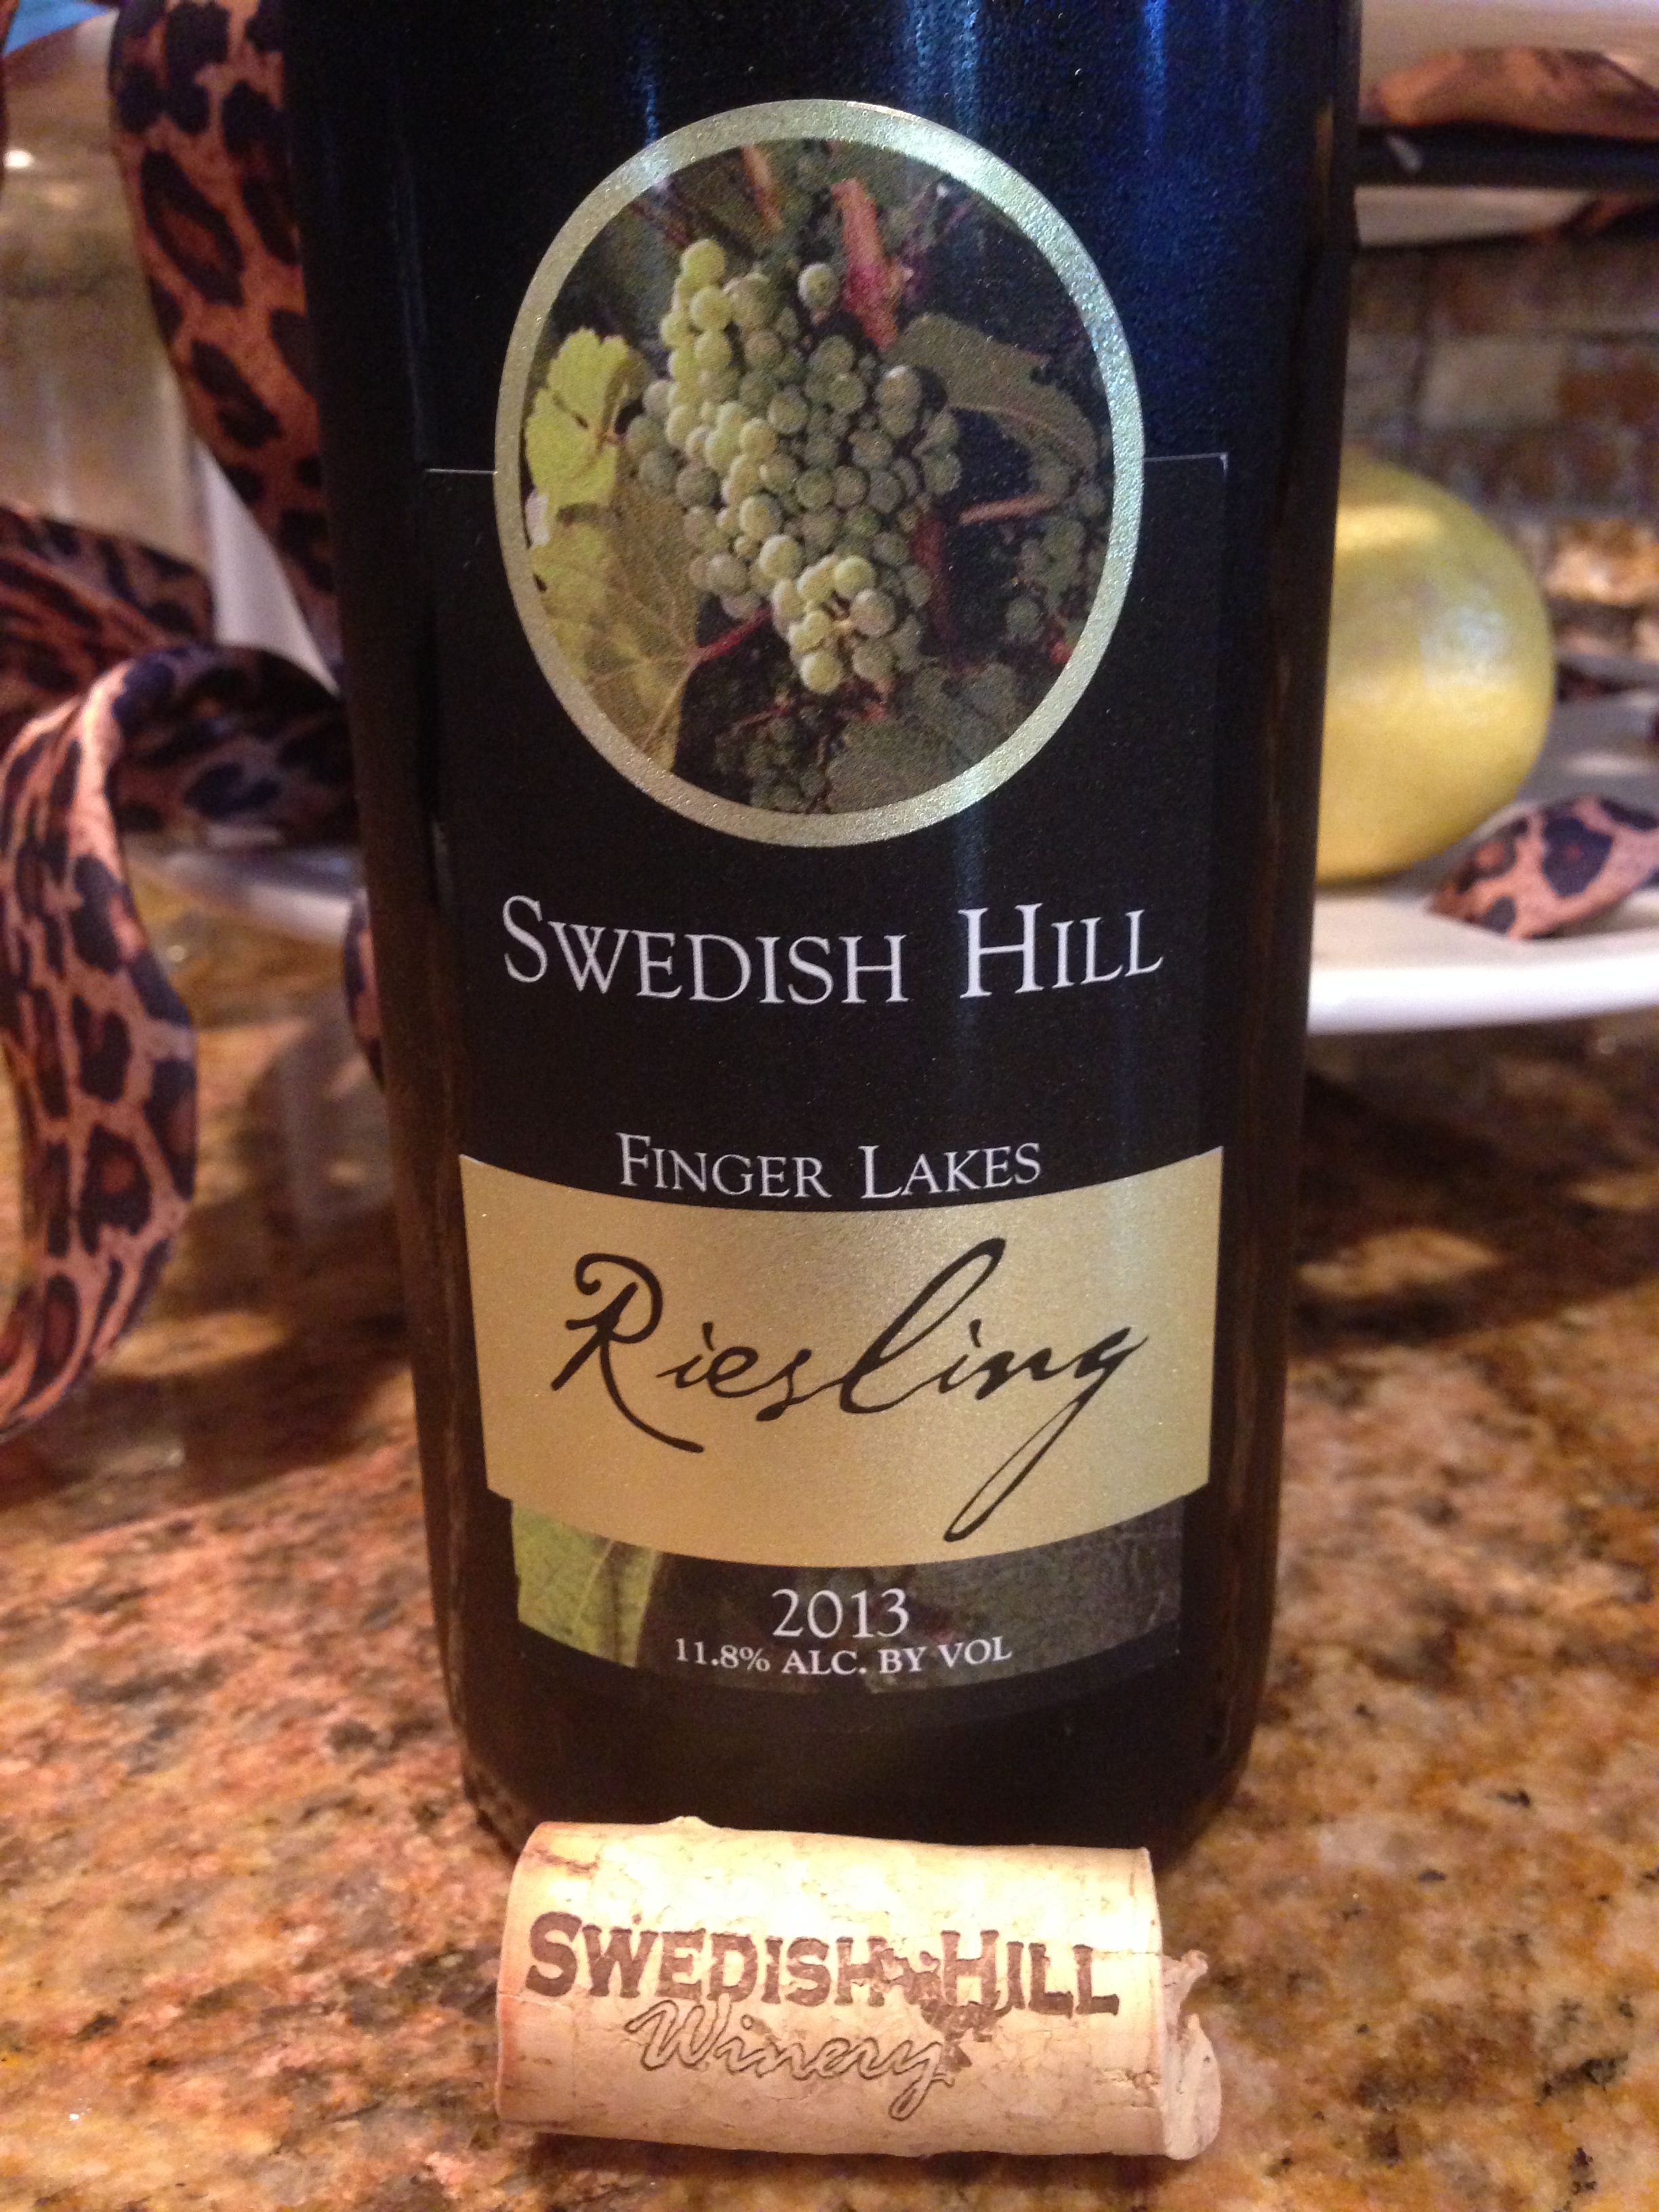 SWEDISH HILL
FINGER LAKES
Riesling
2013
11.8% ALC. BY VOL
SWEDISH HILL
Winery